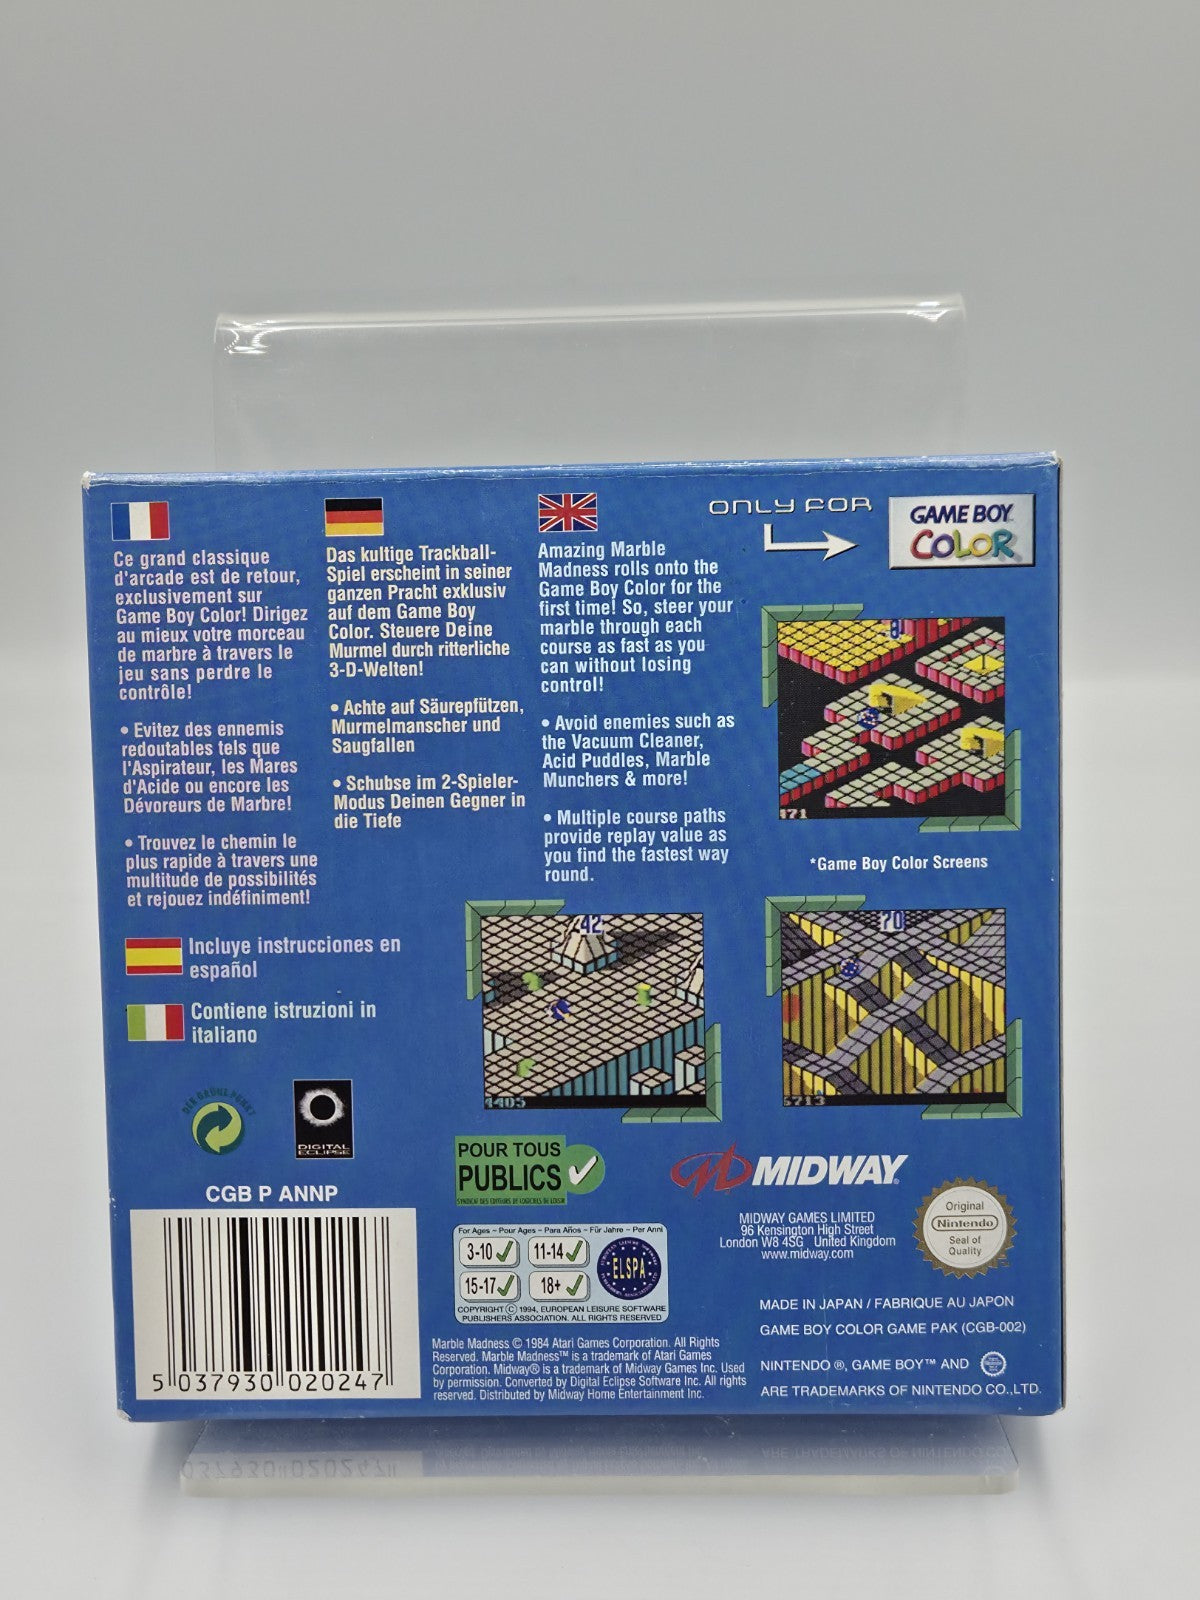 Ce grand classique
d'arcade est de retour,
exclusivement sur
Game Boy Color! Dirigez
au mieux votre morceau
de marbre à travers le
jeu sans perdre le
contrôle!
• Evitez des ennemis
redoutables tels que
l'Aspirateur, les Mares
d'Acide ou encore les
Dévoreurs de Marbre!
• Trouvez le chemin le
plus rapide à travers une
multitude de possibilités
et rejouez indéfiniment!
Das kultige Trackball-
Spiel erscheint in seiner
ganzen Pracht exklusiv
auf dem Game Boy
Color. Steuere Deine
Murmel durch ritterliche
3-D-Welten!
• Achte auf Säurepfützen,
Murmelmanscher und
Saugfallen
• Schubse im 2-Spieler-
Modus Deinen Gegner in
die Tiefe
Amazing Marble
Madness rolls onto the
Game Boy Color for the
first time! So, steer your
marble through each
course as fast as you
can without losing
control!
• Avoid enemies such as
the Vacuum Cleaner,
Acid Puddles, Marble
Munchers & more!
• Multiple course paths
provide replay value as
you find the fastest way
round.
ONLY FOR
GAME BOY
COLOR
171
*Game Boy Color Screens
42
4405
70
5713
Incluye instrucciones en
español
Contiene istruzioni in
italiano
DER GRÜNE PUNKT
DIGITAL
ECLIPSE
CGB P ANNP
5 037930 020247
POUR TOUS
PUBLICS
SYNDICAT DES EDITEURS DE LOGICIELS DE LOISIR
For Ages – Pour Ages – Para Años – Für Jahre – Per Anni
3-10
11-14
15-17
18+
ELSPA
COPYRIGHT © 1994, EUROPEAN LEISURE SOFTWARE
PUBLISHERS ASSOCIATION. ALL RIGHTS RESERVED
Marble Madness © 1984 Atari Games Corporation. All Rights
Reserved. Marble Madness™ is a trademark of Atari Games
Corporation. Midway® is a trademark of Midway Games Inc. Used
by permission. Converted by Digital Eclipse Software Inc. All rights
reserved. Distributed by Midway Home Entertainment Inc.
MIDWAY
MIDWAY GAMES LIMITED
96 Kensington High Street
London W8 4SG United Kingdom
www.midway.com
Original
Nintendo
Seal of
Quality
MADE IN JAPAN / FABRIQUE AU JAPON
GAME BOY COLOR GAME PAK (CGB-002)
NINTENDO ®, GAME BOY™ AND
ARE TRADEMARKS OF NINTENDO CO.,LTD.